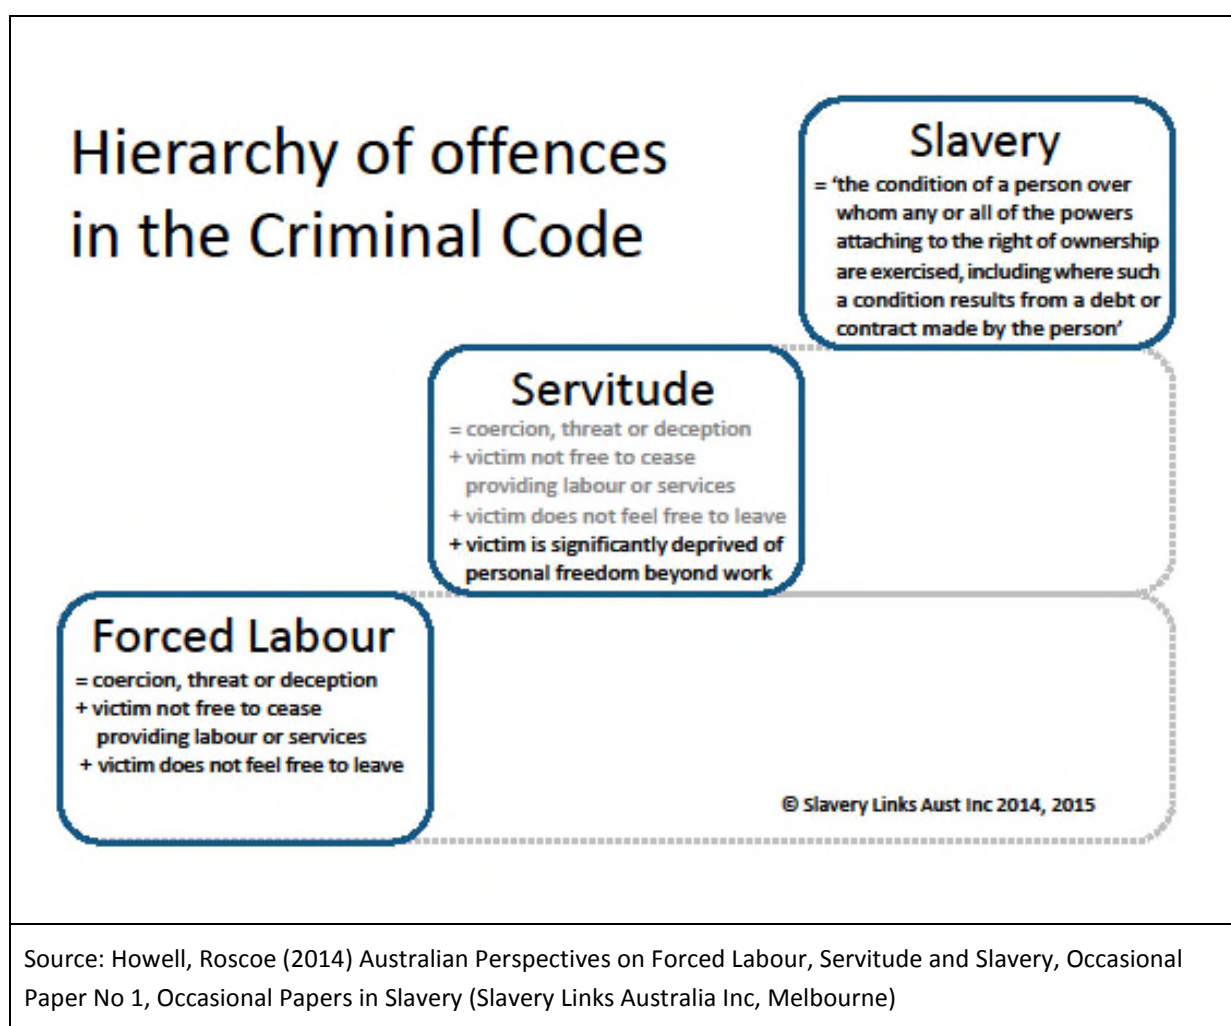 Hierarchy of offences
in the Criminal Code
Slavery
= ‘the condition of a person over
whom any or all of the powers
attaching to the right of ownership
are exercised, including where such
a condition results from a debt or
contract made by the person’
Servitude
= coercion, threat or deception
+ victim not free to cease
providing labour or services
+ victim does not feel free to leave
+ victim is significantly deprived of
personal freedom beyond work
Forced Labour
= coercion, threat or deception
+ victim not free to cease
providing labour or services
+ victim does not feel free to leave
© Slavery Links Aust Inc 2014, 2015
Source: Howell, Roscoe (2014) Australian Perspectives on Forced Labour, Servitude and Slavery, Occasional
Paper No 1, Occasional Papers in Slavery (Slavery Links Australia Inc, Melbourne)